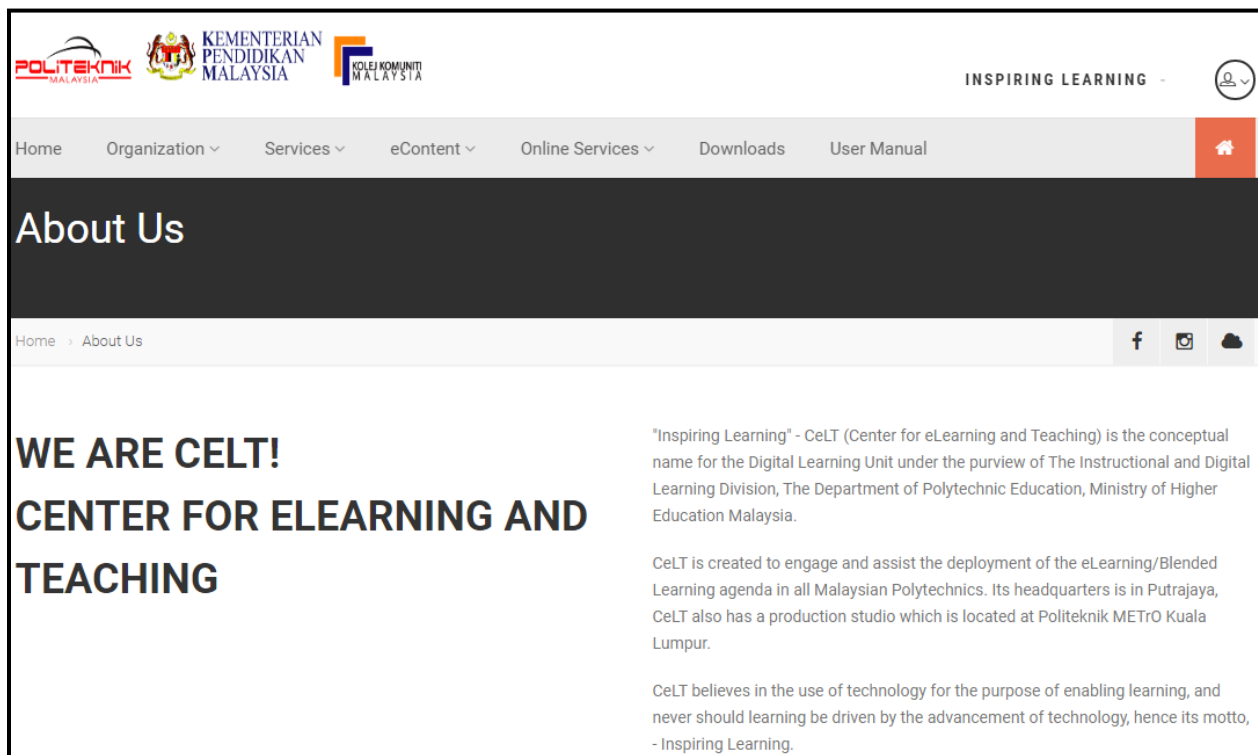 POLITEKNIK
MALAYSIA
KEMENTERIAN
PENDIDIKAN
MALAYSIA
KOLEJ KOMUNITI
MALAYSIA
INSPIRING LEARNING -
Home Organization Services eContent Online Services Downloads User Manual
About Us
Home › About Us
WE ARE CELT!
CENTER FOR ELEARNING AND
TEACHING
"Inspiring Learning" - CeLT (Center for eLearning and Teaching) is the conceptual
name for the Digital Learning Unit under the purview of The Instructional and Digital
Learning Division, The Department of Polytechnic Education, Ministry of Higher
Education Malaysia.
CeLT is created to engage and assist the deployment of the eLearning/Blended
Learning agenda in all Malaysian Polytechnics. Its headquarters is in Putrajaya,
CeLT also has a production studio which is located at Politeknik METrO Kuala
Lumpur.
CeLT believes in the use of technology for the purpose of enabling learning, and
never should learning be driven by the advancement of technology, hence its motto,
- Inspiring Learning.